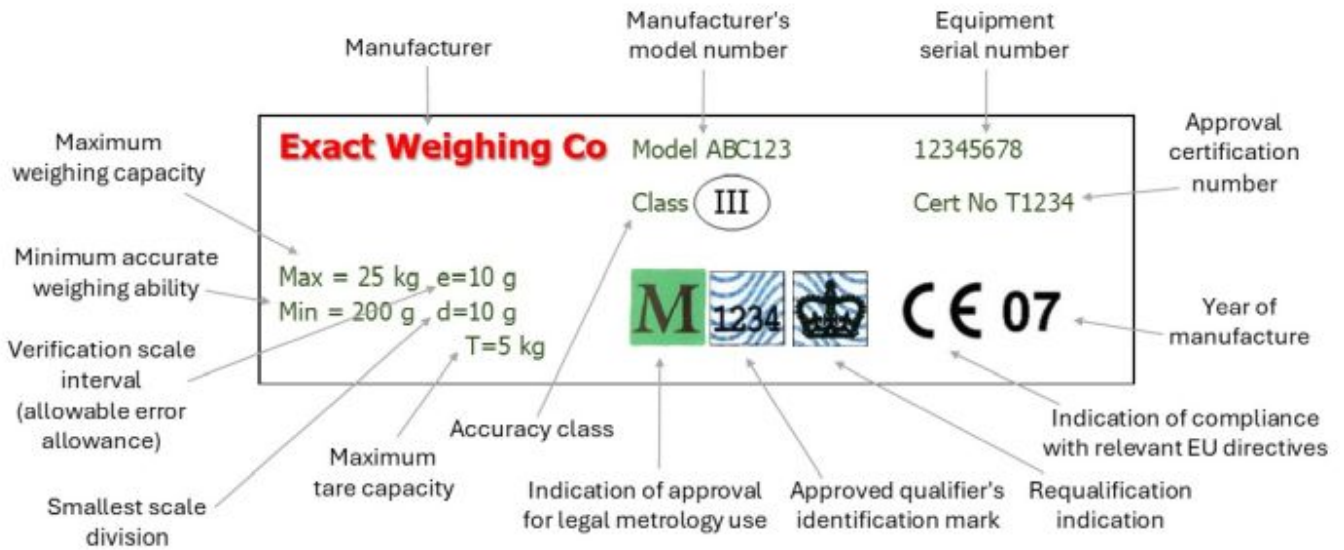 Manufacturer
Manufacturer's
model number
Equipment
serial number
Maximum
weighing capacity
Exact Weighing Co
Model ABC123
12345678
Approval
certification
number
Class III
Cert No T1234
Minimum accurate
weighing ability
Max = 25 kg e=10 g
Min = 200 g d=10 g
T=5 kg
M
1234
CE 07
Year of
manufacture
Verification scale
interval
(allowable error
allowance)
Accuracy class
Indication of compliance
with relevant EU directives
Maximum
tare capacity
Smallest scale
division
Indication of approval
for legal metrology use
Approved qualifier's
identification mark
Requalification
indication